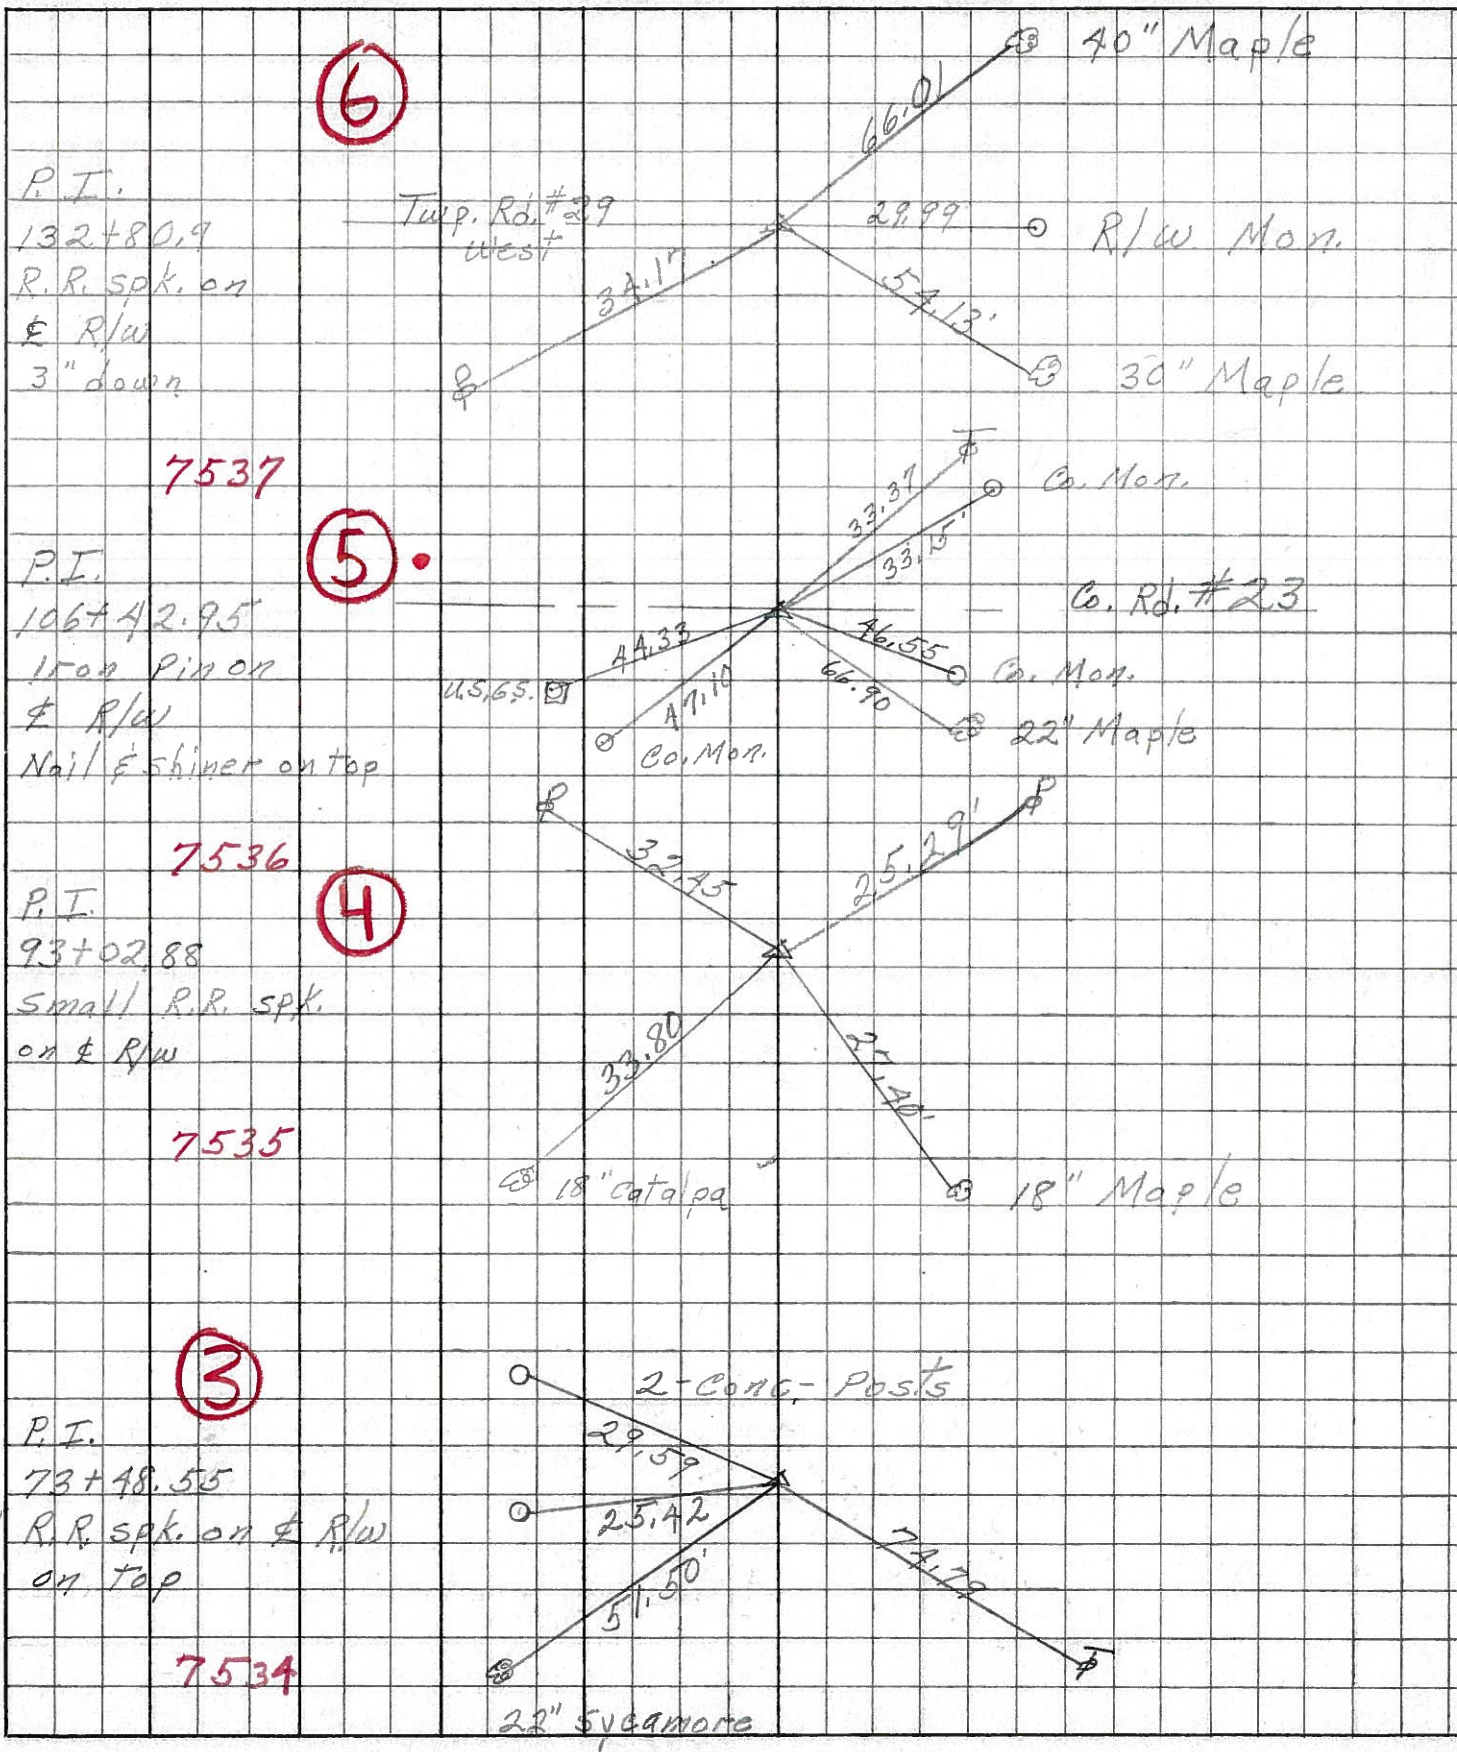 6
40" Maple
66.01
P.I.
132+80.9
R.R. spk. on
℄ R/W
3" down
Twp. Rd. #29
West
29.99
R/W Mon.
34.17
54.13'
30" Maple
7537
5
33.37
Co. Mon.
33.15'
P.I.
106+42.95
Iron Pin on
℄ R/W
Nail & shiner on top
Co. Rd. #23
44.33
46.55
Co. Mon.
U.S.G.S.
47.10
66.90
22" Maple
Co. Mon.
7536
4
P
P
32.45
25.29'
P.I.
93+02.88
Small R.R. spk.
on ℄ R/W
33.80
27.40'
7535
18" Catalpa
18" Maple
3
2-Conc.- Posts
29.59
P.I.
73+48.55
R.R. spk. on ℄ R/W
on top
25.42
51.50'
74.79
7534
22" Sycamore